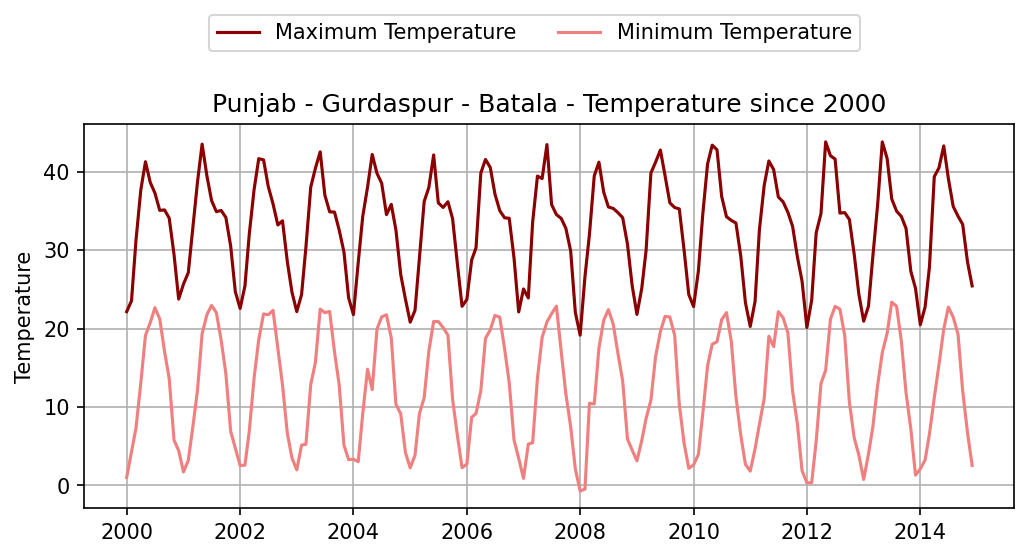 Maximum Temperature Minimum Temperature
Punjab - Gurdaspur - Batala - Temperature since 2000
Temperature
40
30
20
10
0
2000 2002 2004 2006 2008 2010 2012 2014